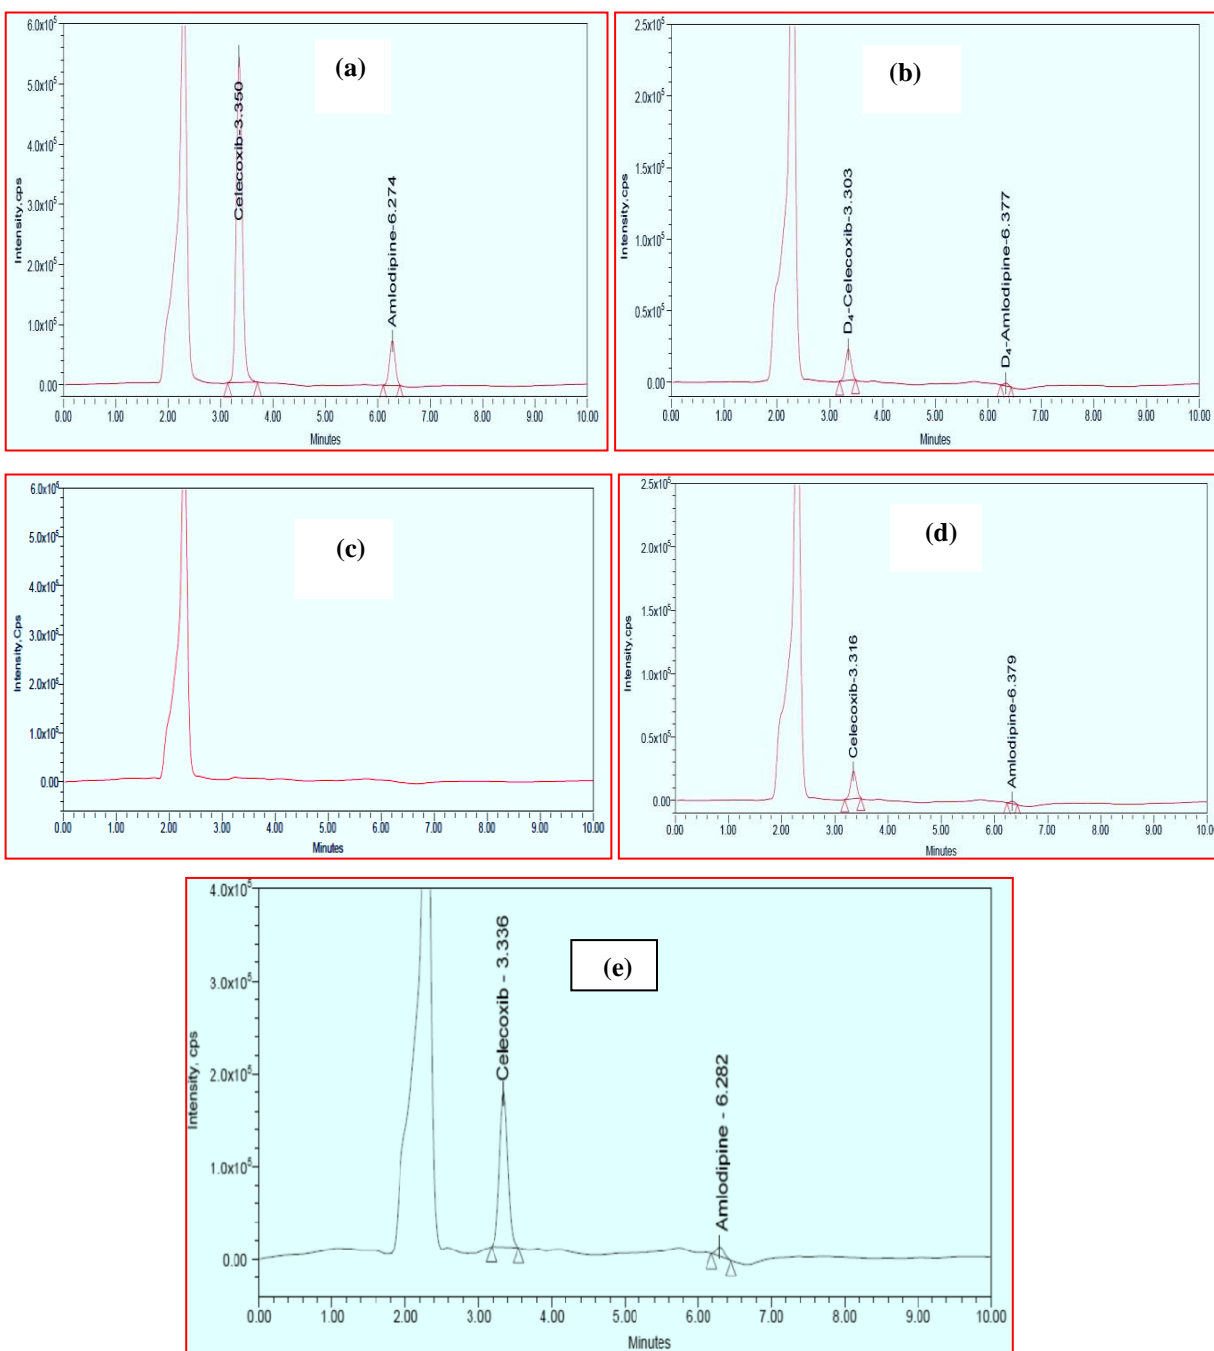 (a)
Intensity,cps
6.0x10⁵
5.0x10⁵
4.0x10⁵
3.0x10⁵
2.0x10⁵
1.0x10⁵
0.00
Celecoxib-3.350
Amlodipine-6.274
0.00 1.00 2.00 3.00 4.00 5.00 6.00 7.00 8.00 9.00 10.00
Minutes
(b)
Intensity,cps
2.5x10⁵
2.0x10⁵
1.5x10⁵
1.0x10⁵
0.5x10⁵
0.00
D₄-Celecoxib-3.303
D₄-Amlodipine-6.377
0.00 1.00 2.00 3.00 4.00 5.00 6.00 7.00 8.00 9.00 10.00
Minutes
(c)
Intensity,Cps
6.0x10⁵
5.0x10⁵
4.0x10⁵
3.0x10⁵
2.0x10⁵
1.0x10⁵
0.00
0.00 1.00 2.00 3.00 4.00 5.00 6.00 7.00 8.00 9.00 10.00
Minutes
(d)
Intensity,cps
2.5x10⁵
2.0x10⁵
1.5x10⁵
1.0x10⁵
0.5x10⁵
0.00
Celecoxib-3.316
Amlodipine-6.379
0.00 1.00 2.00 3.00 4.00 5.00 6.00 7.00 8.00 9.00 10.00
Minutes
(e)
Intensity, cps
4.0x10⁵
3.0x10⁵
2.0x10⁵
1.0x10⁵
0.00
Celecoxib - 3.336
Amlodipine - 6.282
0.00 1.00 2.00 3.00 4.00 5.00 6.00 7.00 8.00 9.00 10.00
Minutes